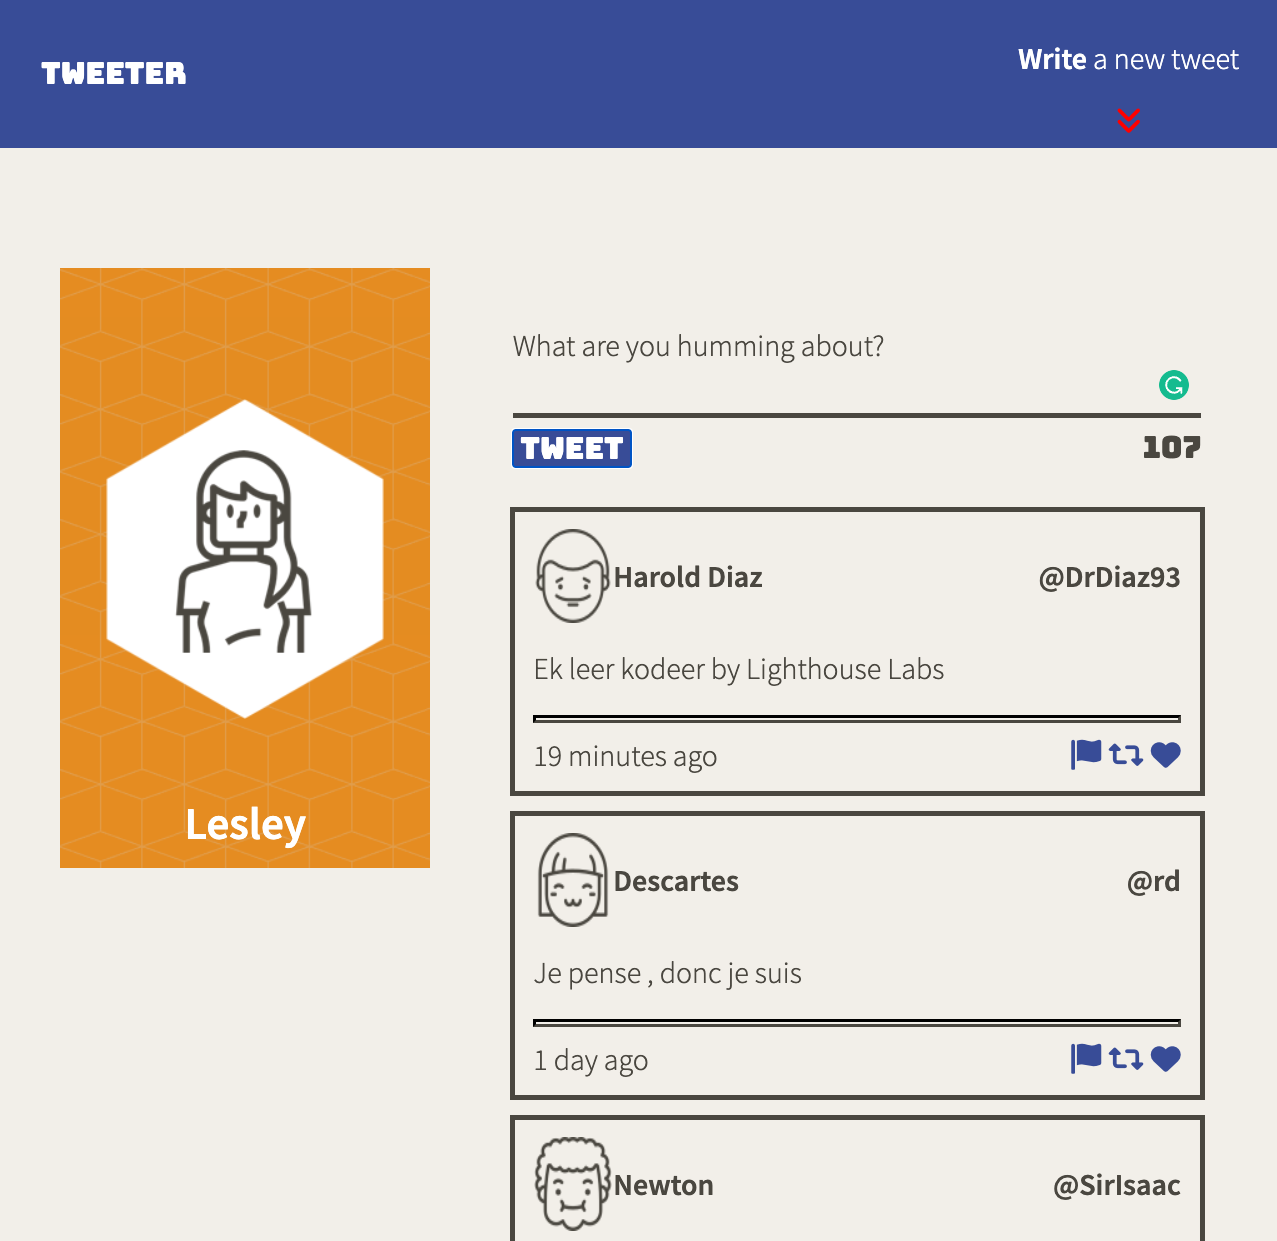 TWEETER
Write a new tweet
Lesley
What are you humming about?
TWEET
107
Harold Diaz
@DrDiaz93
Ek leer kodeer by Lighthouse Labs
19 minutes ago
Descartes
@rd
Je pense , donc je suis
1 day ago
Newton
@SirIsaac